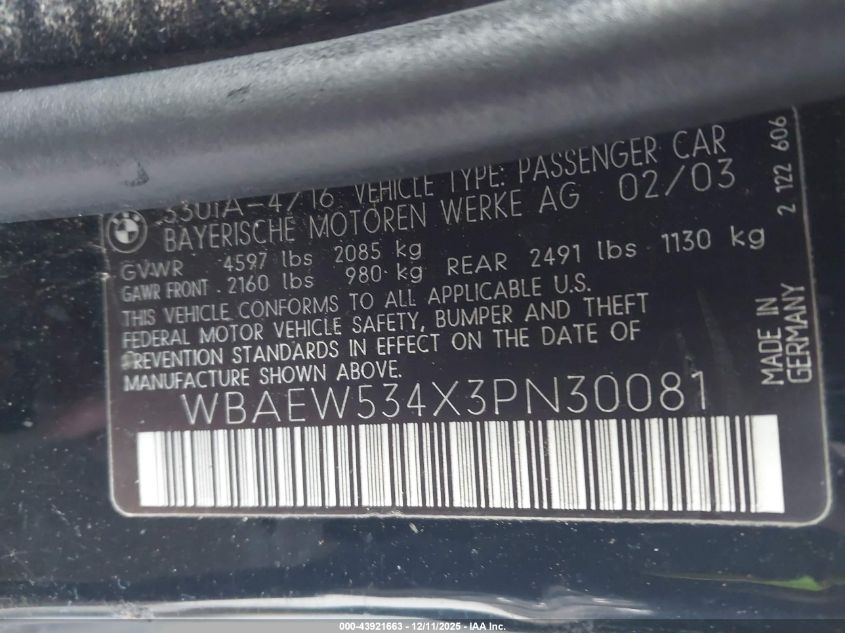 330iA-4/16 VEHICLE TYPE: PASSENGER CAR
BAYERISCHE MOTOREN WERKE AG 02/03
GVWR 4597 lbs 2085 kg
GAWR FRONT 2160 lbs 980 kg REAR 2491 lbs 1130 kg
THIS VEHICLE CONFORMS TO ALL APPLICABLE U.S.
FEDERAL MOTOR VEHICLE SAFETY, BUMPER AND THEFT
PREVENTION STANDARDS IN EFFECT ON THE DATE OF
MANUFACTURE SHOWN ABOVE.
WBAEW534X3PN30081
MADE IN
GERMANY
2 122 606
BMW
000-43921663 - 12/11/2025 - IAA Inc.